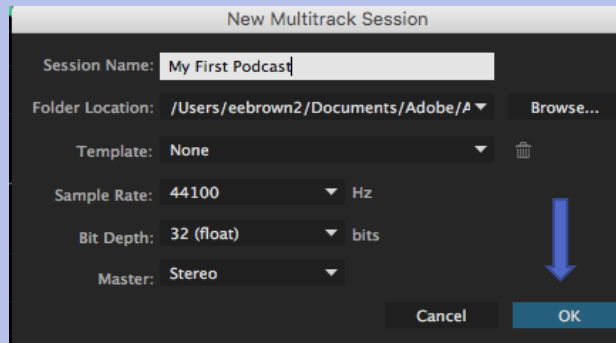 New Multitrack Session
Session Name: My First Podcast
Folder Location: /Users/eebrown2/Documents/Adobe/A Browse...
Template: None
Sample Rate: 44100 Hz
Bit Depth: 32 (float) bits
Master: Stereo
Cancel OK